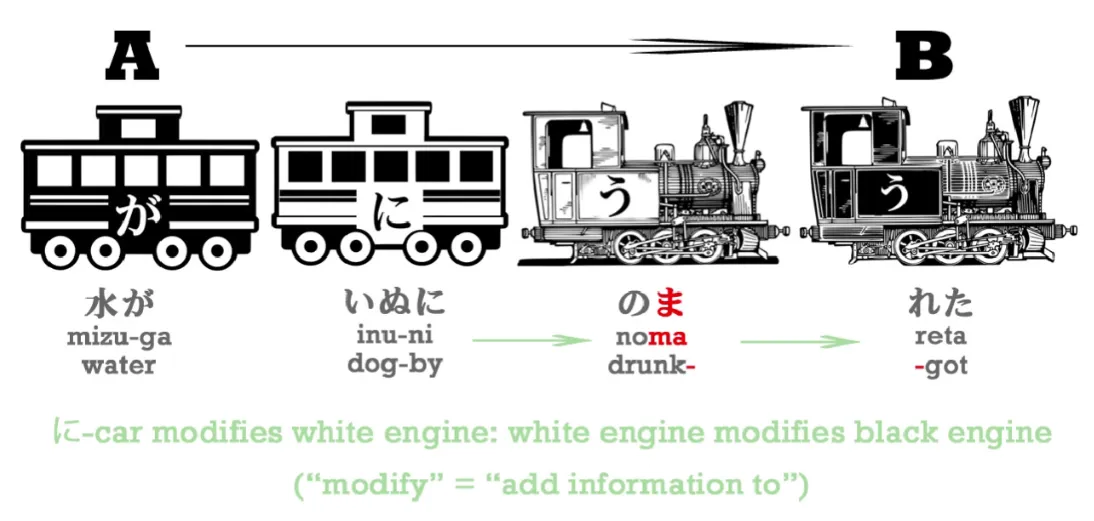 A B
が に う う
水が いぬに のま れた
mizu-ga inu-ni noma reta
water dog-by drunk- -got
に-car modifies white engine: white engine modifies black engine
(“modify” = “add information to”)